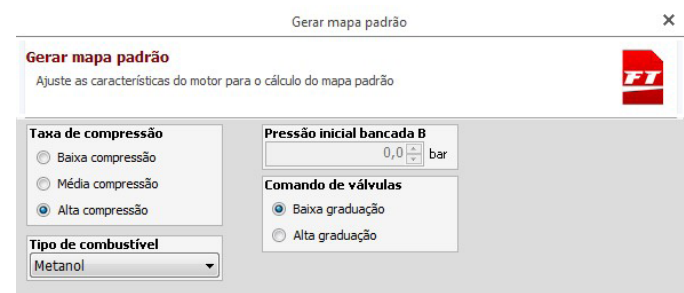 Gerar mapa padrão
Gerar mapa padrão
Ajuste as características do motor para o cálculo do mapa padrão
FT
Taxa de compressão
Baixa compressão
Média compressão
Alta compressão
Tipo de combustível
Metanol
Pressão inicial bancada B
0,0 bar
Comando de válvulas
Baixa graduação
Alta graduação